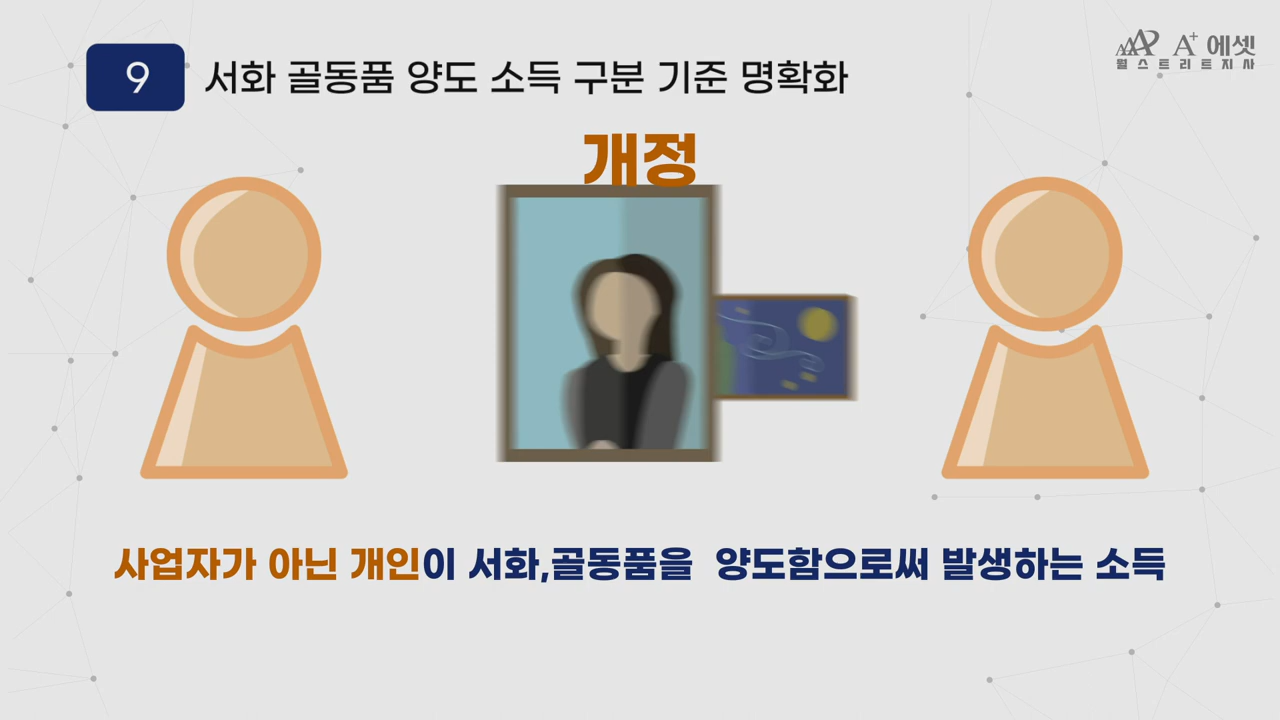 9 서화 골동품 양도 소득 구분 기준 명확화
A⁺에셋
월스트리트지사
개정
사업자가 아닌 개인이 서화,골동품을 양도함으로써 발생하는 소득